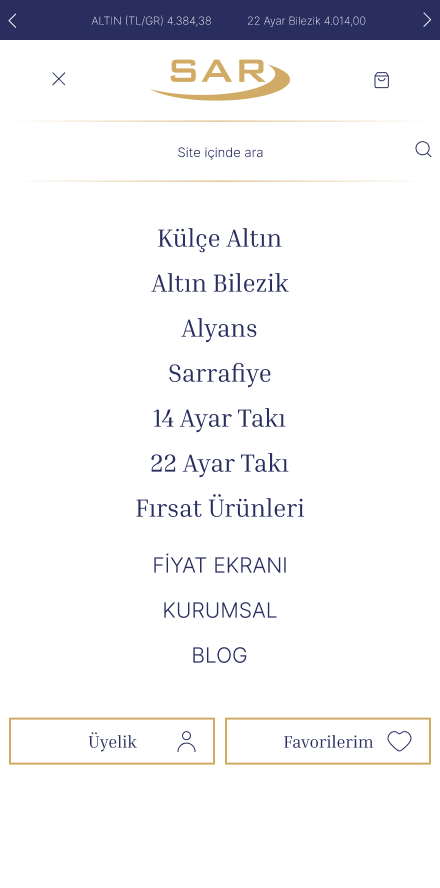 ALTIN (TL/GR) 4.384,38 22 Ayar Bilezik 4.014,00
SAR
Site içinde ara
Külçe Altın
Altın Bilezik
Alyans
Sarrafiye
14 Ayar Takı
22 Ayar Takı
Fırsat Ürünleri
FİYAT EKRANI
KURUMSAL
BLOG
Üyelik
Favorilerim